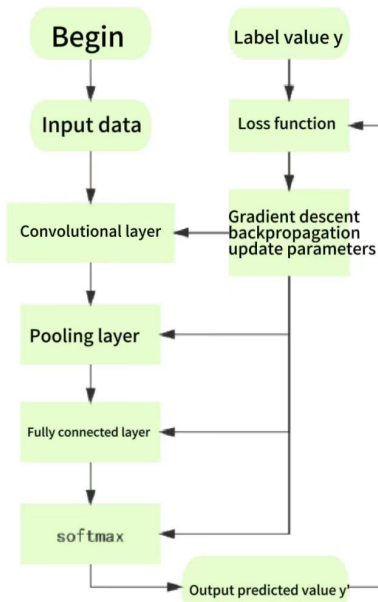 Begin
Label value y
Input data
Loss function
Convolutional layer
Gradient descent
backpropagation
update parameters
Pooling layer
Fully connected layer
softmax
Output predicted value y'